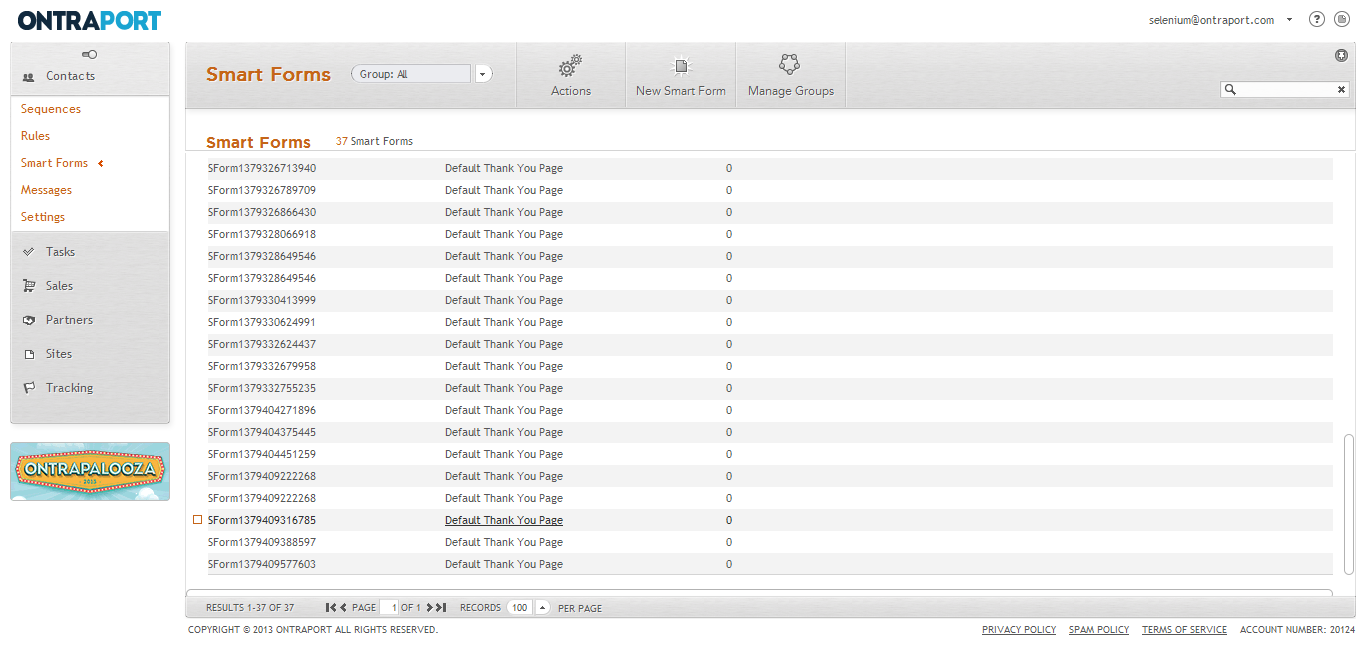 ONTRAPORT
selenium@ontraport.com
?
Contacts
Sequences
Rules
Smart Forms
Messages
Settings
Tasks
Sales
Partners
Sites
Tracking
ONTRAPALOOZA
2013
Smart Forms
Group: All
Actions
New Smart Form
Manage Groups
Smart Forms 37 Smart Forms
SForm1379326713940 Default Thank You Page 0
SForm1379326789709 Default Thank You Page 0
SForm1379326866430 Default Thank You Page 0
SForm1379328066918 Default Thank You Page 0
SForm1379328649546 Default Thank You Page 0
SForm1379328649546 Default Thank You Page 0
SForm1379330413999 Default Thank You Page 0
SForm1379330624991 Default Thank You Page 0
SForm1379332624437 Default Thank You Page 0
SForm1379332679958 Default Thank You Page 0
SForm1379332755235 Default Thank You Page 0
SForm1379404271896 Default Thank You Page 0
SForm1379404375445 Default Thank You Page 0
SForm1379404451259 Default Thank You Page 0
SForm1379409222268 Default Thank You Page 0
SForm1379409222268 Default Thank You Page 0
SForm1379409316785 Default Thank You Page 0
SForm1379409388597 Default Thank You Page 0
SForm1379409577603 Default Thank You Page 0
RESULTS 1-37 OF 37 PAGE 1 OF 1 RECORDS 100 PER PAGE
COPYRIGHT © 2013 ONTRAPORT ALL RIGHTS RESERVED. PRIVACY POLICY SPAM POLICY TERMS OF SERVICE ACCOUNT NUMBER: 20124